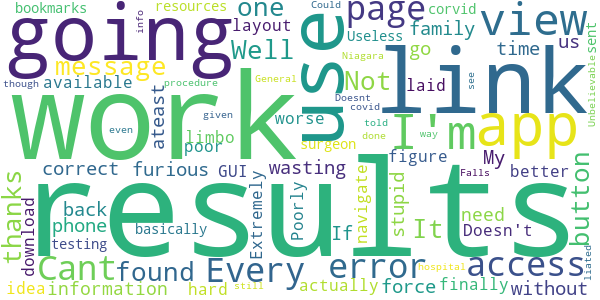 bookmarks info resources one page corvid view
going layout family go time us sent
message Well use Useless Niagara Unbelievable
though available ateast Not General Doesnt laid see
work link
procedure given limbo I'm covid app
even poor worse surgeon told done way
correct furious GUI wasting figure My better
thanks results button
download back phone Extremely Poorly navigate stupid It need Doesn't Falls
testing basically If finally without liated
Cant found Every error access
idea information hard still actually force hospital
Could